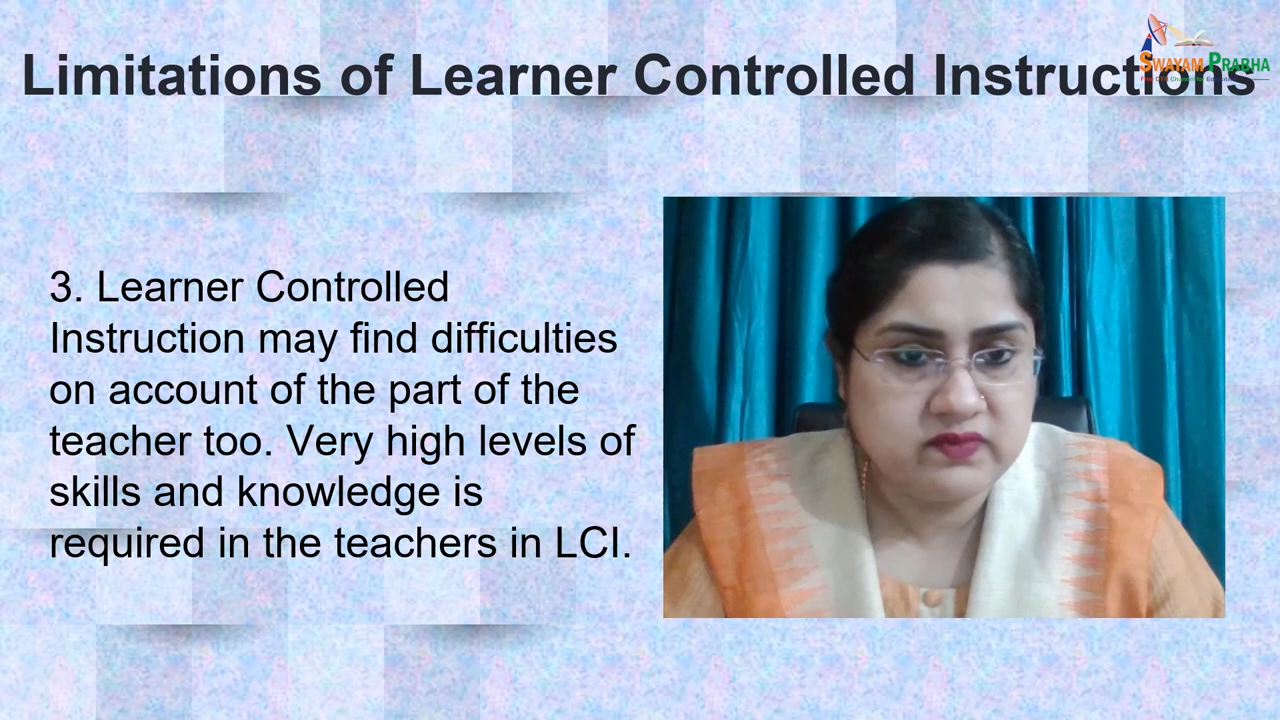 Limitations of Learner Controlled Instructions
SWAYAM PRABHA
3. Learner Controlled
Instruction may find difficulties
on account of the part of the
teacher too. Very high levels of
skills and knowledge is
required in the teachers in LCI.